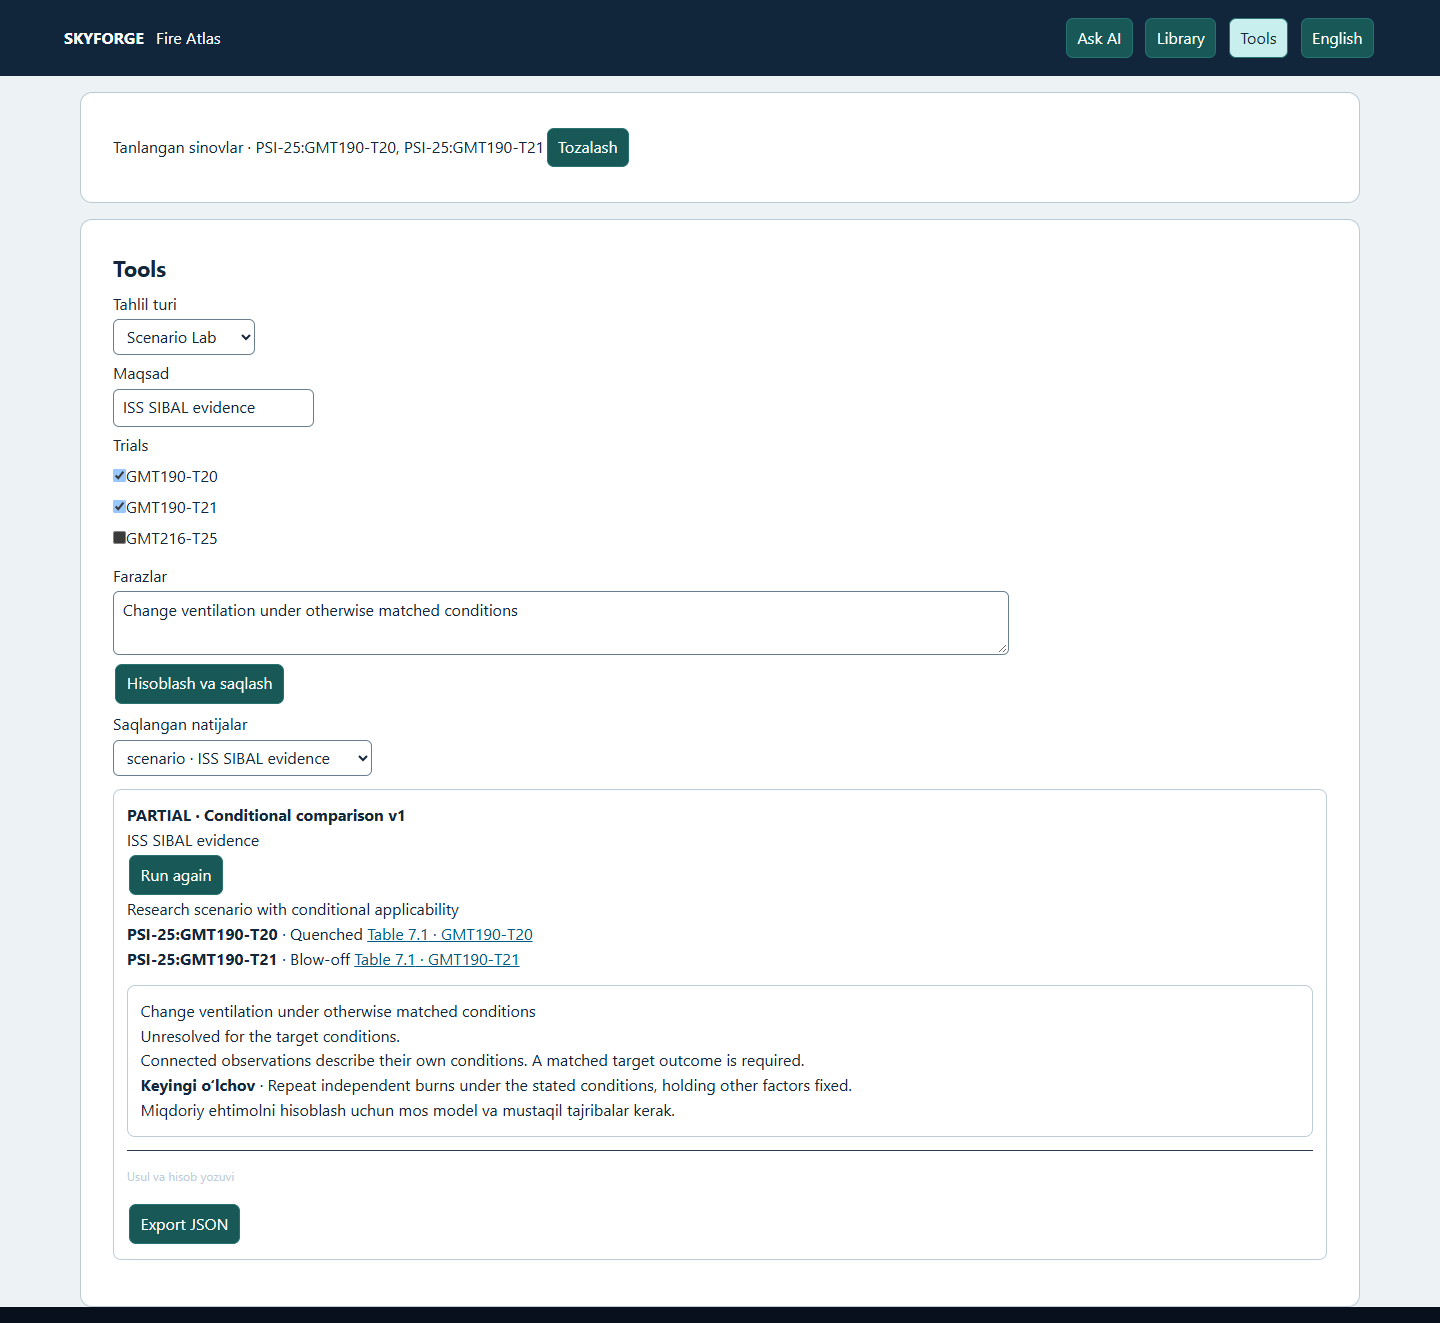 SKYFORGE Fire Atlas
Ask AI
Library
Tools
English
Tanlangan sinovlar · PSI-25:GMT190-T20, PSI-25:GMT190-T21 Tozalash
Tools
Tahlil turi
Scenario Lab
Maqsad
ISS SIBAL evidence
Trials
GMT190-T20
GMT190-T21
GMT216-T25
Farazlar
Change ventilation under otherwise matched conditions
Hisoblash va saqlash
Saqlangan natijalar
scenario · ISS SIBAL evidence
PARTIAL · Conditional comparison v1
ISS SIBAL evidence
Run again
Research scenario with conditional applicability
PSI-25:GMT190-T20 · Quenched Table 7.1 · GMT190-T20
PSI-25:GMT190-T21 · Blow-off Table 7.1 · GMT190-T21
Change ventilation under otherwise matched conditions
Unresolved for the target conditions.
Connected observations describe their own conditions. A matched target outcome is required.
Keyingi o‘lchov · Repeat independent burns under the stated conditions, holding other factors fixed.
Miqdoriy ehtimolni hisoblash uchun mos model va mustaqil tajribalar kerak.
Usul va hisob yozuvi
Export JSON